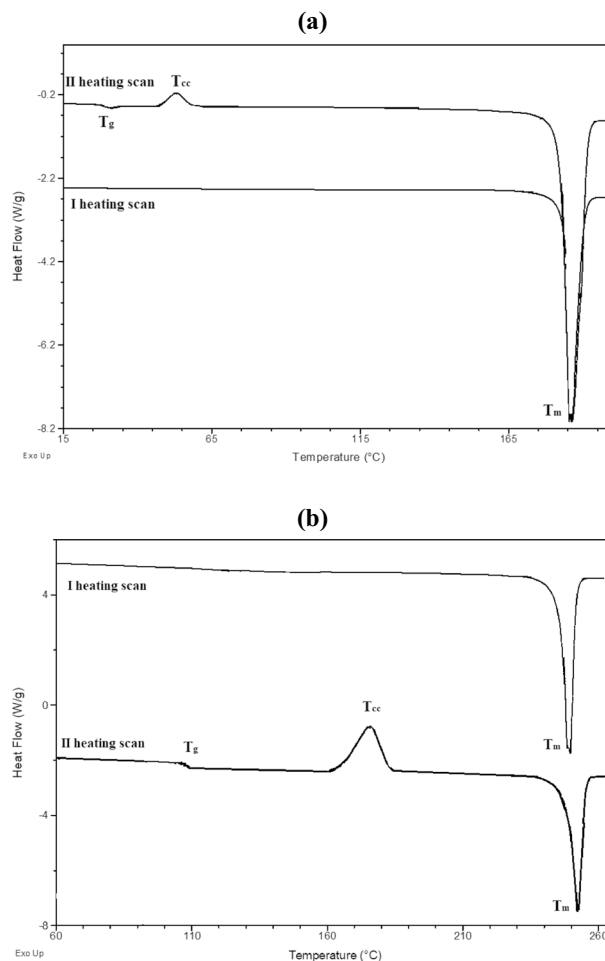 (a)
II heating scan
Tcc
-0.2
Tg
-2.2
I heating scan
Heat Flow (W/g)
-4.2
-6.2
Tm
-8.2
15 65 115 165
Exo Up
Temperature (°C)
(b)
I heating scan
4
Heat Flow (W/g)
0
Tcc
II heating scan
Tg
Tm
-4
Tm
-8
60 110 160 210 260
Exo Up
Temperature (°C)